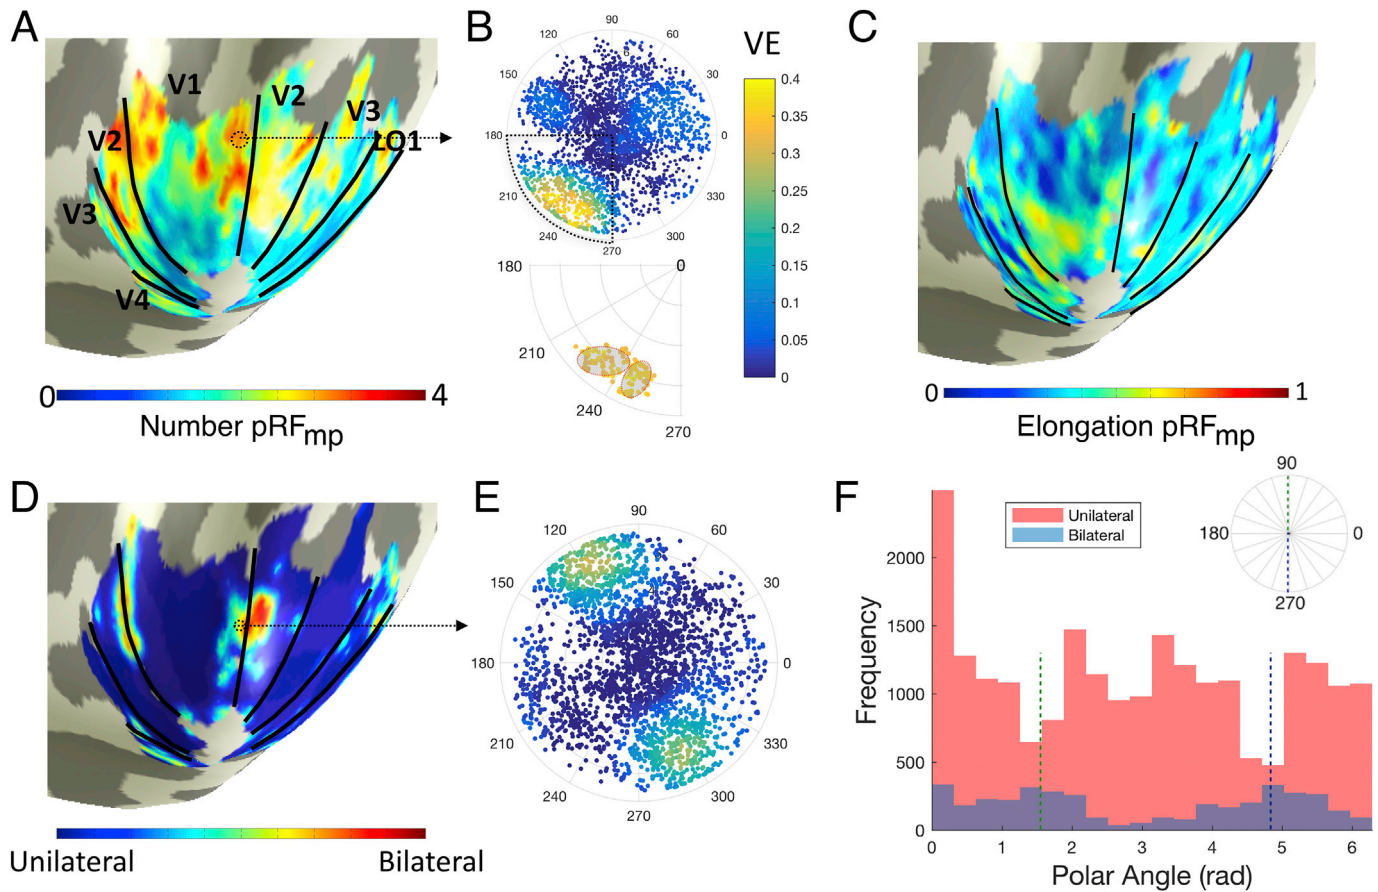 A
V1
V2
V2
V3
V3
LO1
V4
0
4
Number pRFmp
B
VE
90
60
30
0
330
300
270
240
210
180
150
120
6
0.4
0.35
0.3
0.25
0.2
0.15
0.1
0.05
0
180
0
210
240
270
C
0
1
Elongation pRFmp
D
Unilateral
Bilateral
E
90
60
30
0
330
300
270
240
210
180
150
120
F
Unilateral
Bilateral
90
180
0
270
2000
1500
1000
500
0
Frequency
0 1 2 3 4 5 6
Polar Angle (rad)